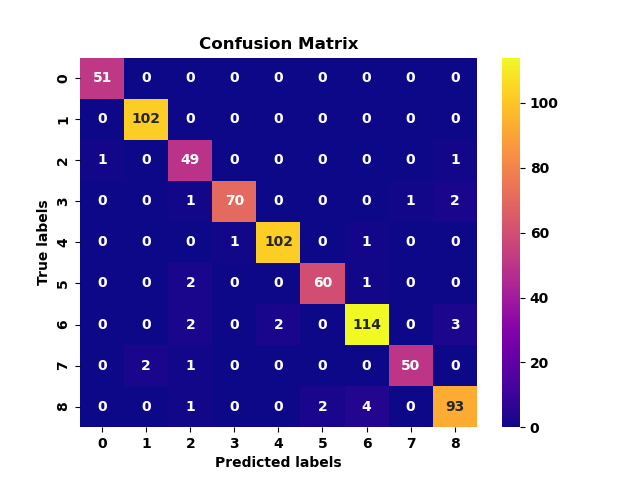 Confusion Matrix
True labels
0 51 0 0 0 0 0 0 0 0
1 0 102 0 0 0 0 0 0 0
2 1 0 49 0 0 0 0 0 1
3 0 0 1 70 0 0 0 1 2
4 0 0 0 1 102 0 1 0 0
5 0 0 2 0 0 60 1 0 0
6 0 0 2 0 2 0 114 0 3
7 0 2 1 0 0 0 0 50 0
8 0 0 1 0 0 2 4 0 93
0 1 2 3 4 5 6 7 8
Predicted labels
100
80
60
40
20
0